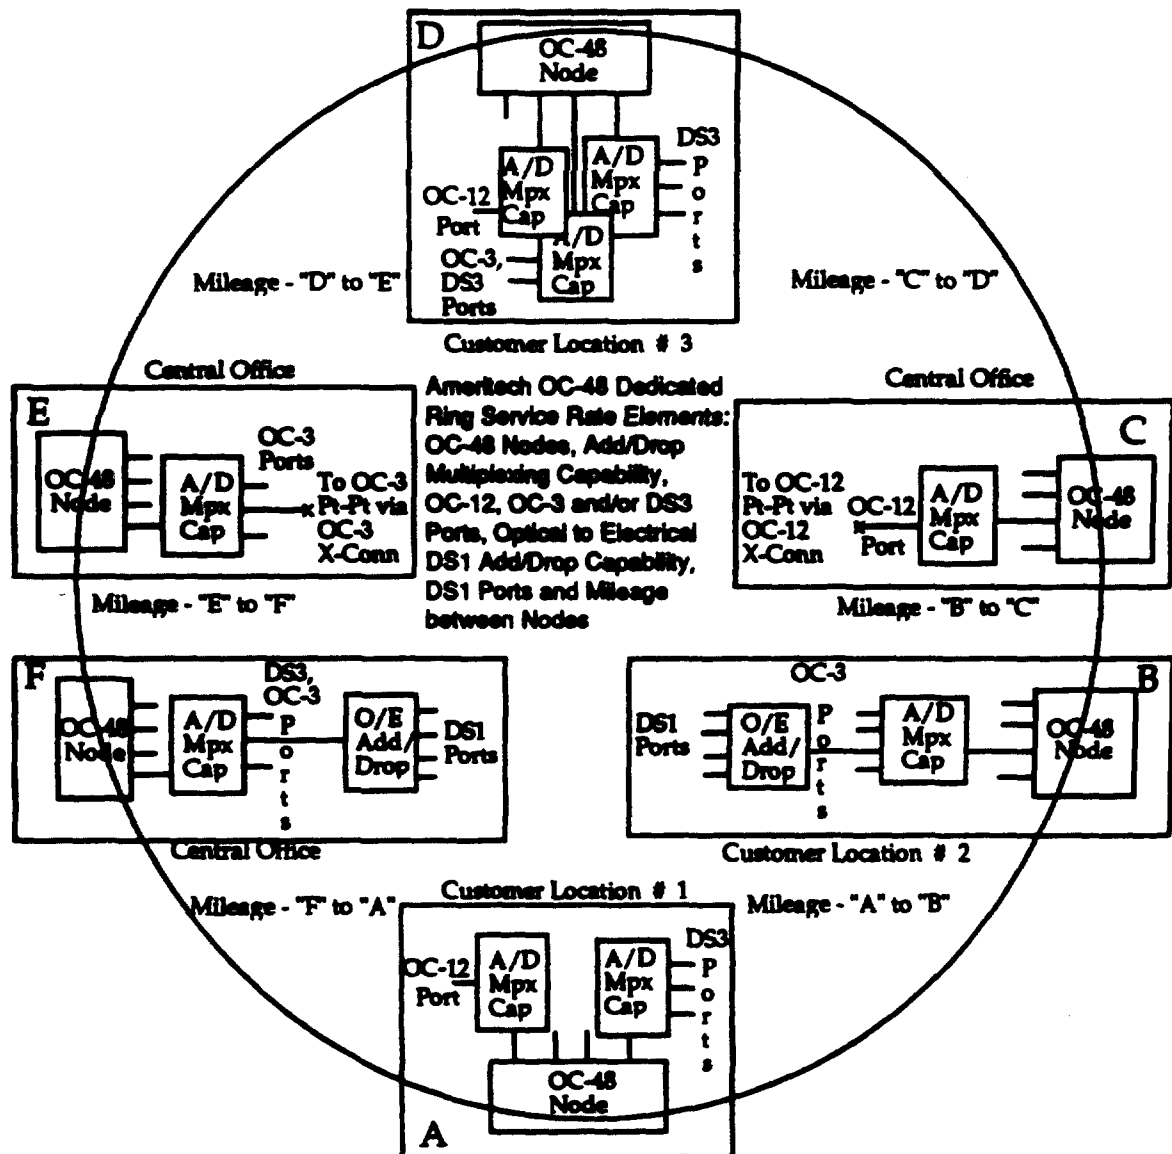 D
OC-48
Node
A/D
Mpx
Cap
A/D
Mpx
Cap
DS3
P
o
r
t
s
OC-12
Port
A/D
Mpx
Cap
OC-3,
DS3
Ports
Mileage - "D" to "E"
Mileage - "C" to "D"
Customer Location # 3
Central Office
E
OC-48
Node
A/D
Mpx
Cap
OC-3
Ports
To OC-3
Pt-Pt via
OC-3
X-Conn
Ameritech OC-48 Dedicated
Ring Service Rate Elements:
OC-48 Nodes, Add/Drop
Multiplexing Capability,
OC-12, OC-3 and/or DS3
Ports, Optical to Electrical
DS1 Add/Drop Capability,
DS1 Ports and Mileage
between Nodes
Central Office
C
To OC-12
Pt-Pt via
OC-12
X-Conn
OC-12
Port
A/D
Mpx
Cap
OC-48
Node
Mileage - "E" to "F"
Mileage - "B" to "C"
F
OC-48
Node
A/D
Mpx
Cap
DS3,
OC-3
P
o
r
t
s
O/E
Add/
Drop
DS1
Ports
Central Office
OC-3
B
DS1
Ports
O/E
Add/
Drop
P
o
r
t
s
A/D
Mpx
Cap
OC-48
Node
Customer Location # 2
Mileage - "F" to "A"
Customer Location # 1
Mileage - "A" to "B"
OC-12
Port
A/D
Mpx
Cap
A/D
Mpx
Cap
DS3
P
o
r
t
s
OC-48
Node
A